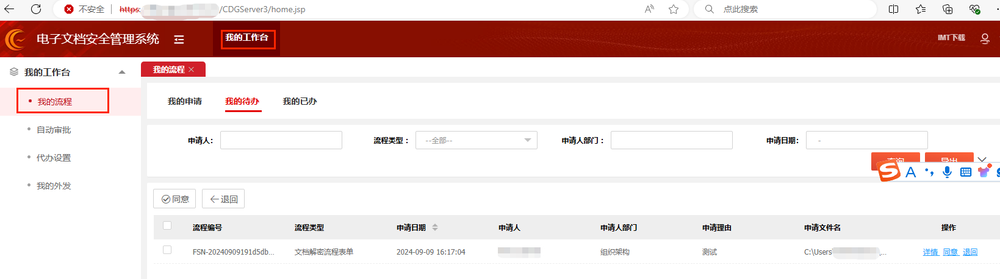 不安全 https: /CDGServer3/home.jsp A 点此搜索
电子文档安全管理系统 我的工作台 IMT下载
我的工作台
我的流程
自动审批
代办设置
我的外发
我的流程 ×
我的申请 我的待办 我的已办
申请人： 流程类型： --全部-- 申请人部门： 申请日期： -
查询 导出
S A
同意 退回
流程编号 流程类型 申请日期 申请人 申请人部门 申请理由 申请文件名 操作
FSN-20240909191d5db... 文档解密流程表单 2024-09-09 16:17:04 组织架构 测试 C:\Users ... 详情 同意 退回